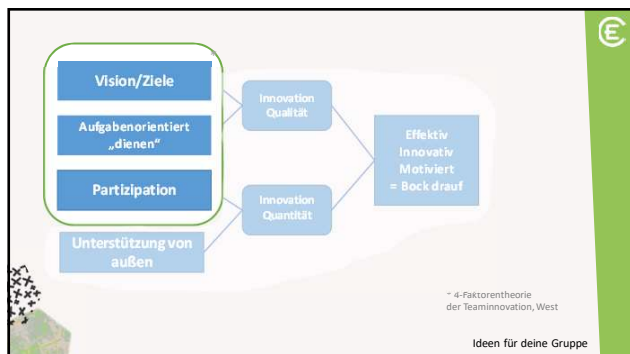 Vision/Ziele
Aufgabenorientiert
„dienen“
Partizipation
Unterstützung von
außen
Innovation
Qualität
Innovation
Quantität
Effektiv
Innovativ
Motiviert
= Bock drauf
*
* 4-Faktorentheorie
der Teaminnovation, West
Ideen für deine Gruppe